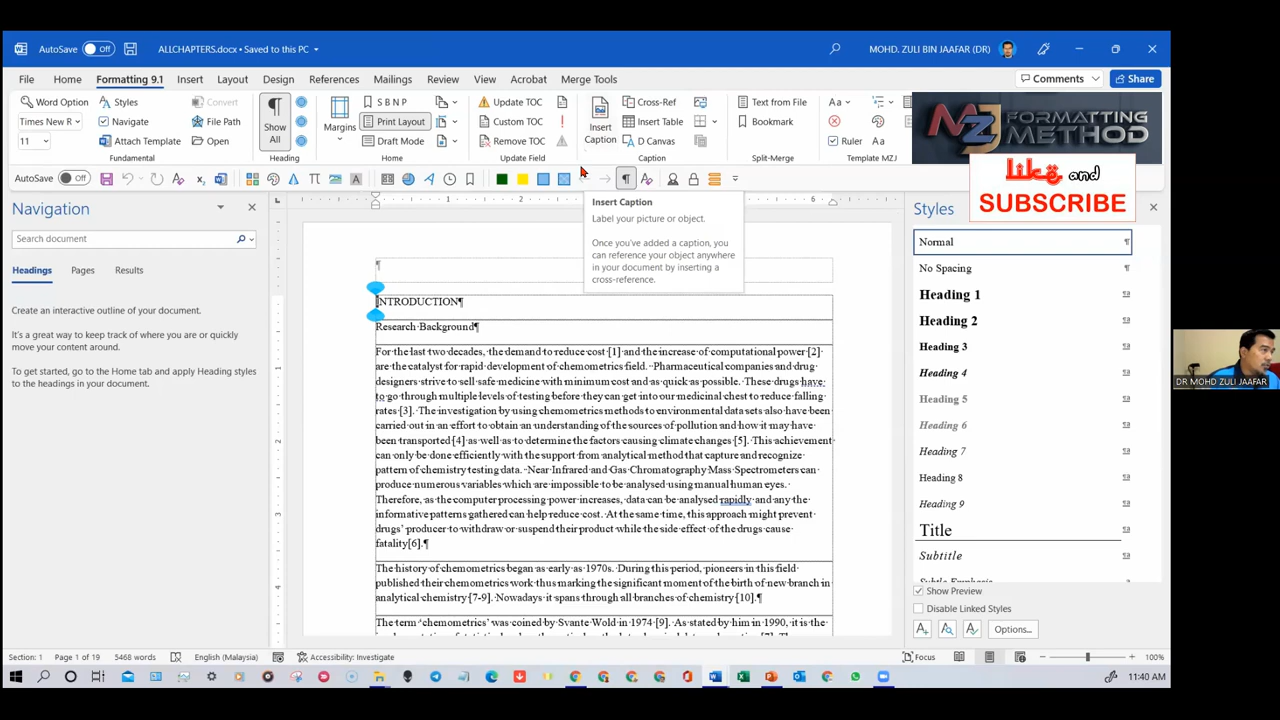 AutoSave Off ALLCHAPTERS.docx • Saved to this PC MOHD. ZULI BIN JAAFAR (DR)
File Home Formatting 9.1 Insert Layout References Design Mailings Review View Acrobat Merge Tools Comments Share
Word Option Styles Convert Show All Margins S B N P Update TOC Insert Caption Cross-Ref Text from File Aa
Times New R Navigate File Path Print Layout Custom TOC Insert Table Bookmark
11 Attach Template Open Draft Mode Remove TOC D Canvas Ruler Aa
Fundamental Heading Home Update Field Caption Split-Merge Template MZJ
MZJ FORMATTING METHOD
like and
SUBSCRIBE
AutoSave Off
Navigation
Search document
Headings Pages Results
Create an interactive outline of your document.
It's a great way to keep track of where you are or quickly
move your content around.
To get started, go to the Home tab and apply Heading styles
to the headings in your document.
1 2 3 6
Insert Caption
Label your picture or object.
Once you've added a caption, you
can reference your object anywhere
in your document by inserting a
cross-reference.
INTRODUCTION¶
Research Background¶
For the last two decades, the demand to reduce cost [1] and the increase of computational power [2]
are the catalyst for rapid development of chemometrics field. Pharmaceutical companies and drug
designers strive to sell safe medicine with minimum cost and as quick as possible. These drugs have
to go through multiple levels of testing before they can get into our medicinal chest to reduce falling
rates [3]. The investigation by using chemometrics methods to environmental data sets also have been
carried out in an effort to obtain an understanding of the sources of pollution and how it may have
been transported [4] as well as to determine the factors causing climate changes [5]. This achievement
can only be done efficiently with the support from analytical method that capture and recognize
pattern of chemistry testing data. Near Infrared and Gas Chromatography Mass Spectrometers can
produce numerous variables which are impossible to be analysed using manual human eyes.
Therefore, as the computer processing power increases, data can be analysed rapidly and any the
informative patterns gathered can help reduce cost. At the same time, this approach might prevent
drugs' producer to withdraw or suspend their product while the side effect of the drugs cause
fatality[6].¶
The history of chemometrics began as early as 1970s. During this period, pioneers in this field
published their chemometrics work thus marking the significant moment of the birth of new branch in
analytical chemistry [7-9]. Nowadays it spans through all branches of chemistry [10].¶
The term 'chemometrics' was coined by Svante Wold in 1974 [9]. As stated by him in 1990, it is the
Styles
Normal
No Spacing
Heading 1
Heading 2
Heading 3
Heading 4
Heading 5
Heading 6
Heading 7
Heading 8
Heading 9
Title
Subtitle
Subtle Emphasis
Show Preview
Disable Linked Styles
Options...
DR MOHD ZULI JAAFAR
Section: 1 Page 1 of 19 5468 words English (Malaysia) Accessibility: Investigate Focus 100%
11:40 AM